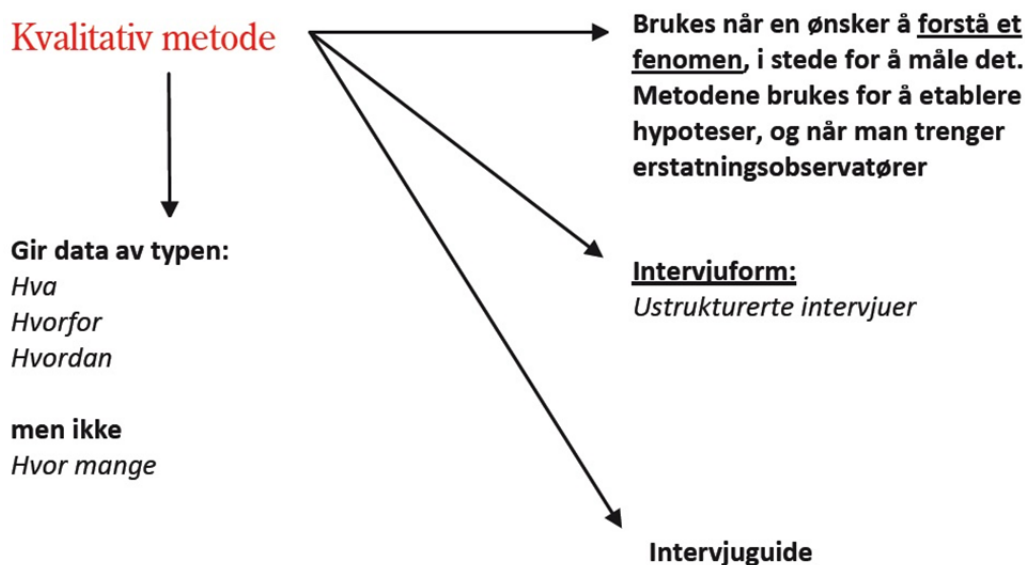 Kvalitativ metode
Brukes når en ønsker å forstå et
fenomen, i stede for å måle det.
Metodene brukes for å etablere
hypoteser, og når man trenger
erstatningsobservatører
Gir data av typen:
Hva
Hvorfor
Hvordan
men ikke
Hvor mange
Intervjuform:
Ustrukturerte intervjuer
Intervjuguide